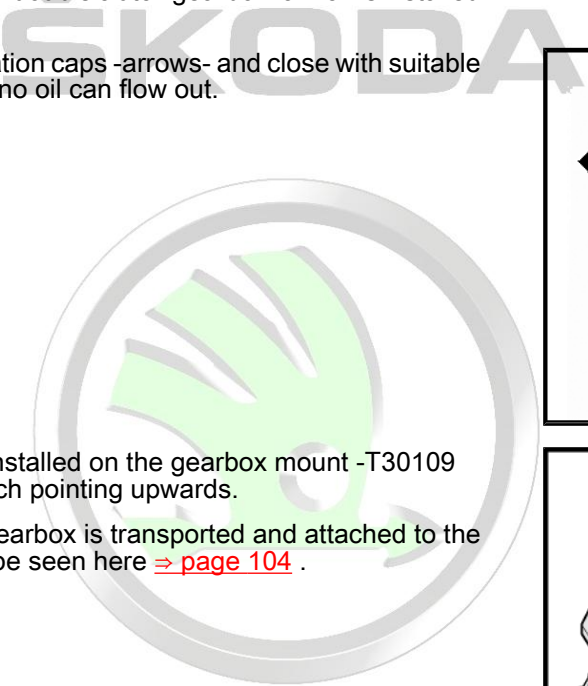 SKODA
ation caps -arrows- and close with suitable
no oil can flow out.
nstalled on the gearbox mount -T30109
ch pointing upwards.
earbox is transported and attached to the
be seen here ⇒ page 104 .